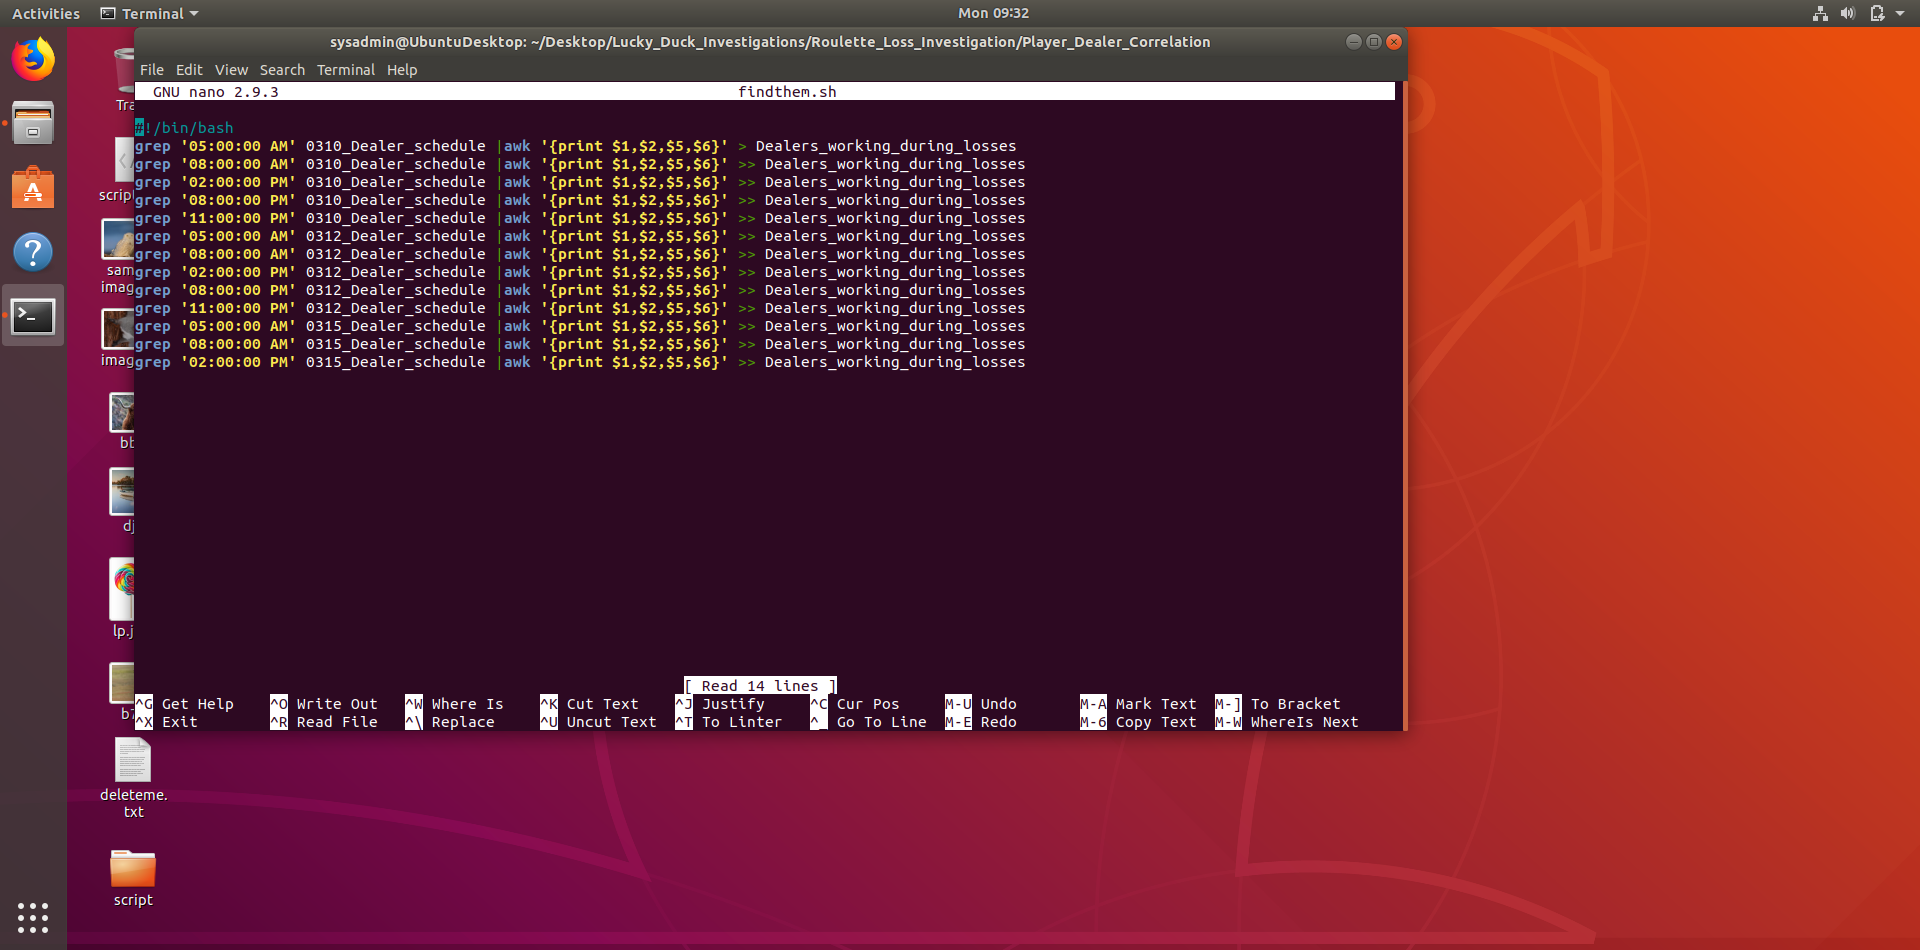 Activities Terminal Mon 09:32
sysadmin@UbuntuDesktop: ~/Desktop/Lucky_Duck_Investigations/Roulette_Loss_Investigation/Player_Dealer_Correlation
File Edit View Search Terminal Help
GNU nano 2.9.3 findthem.sh
#!/bin/bash
grep '05:00:00 AM' 0310_Dealer_schedule |awk '{print $1,$2,$5,$6}' > Dealers_working_during_losses
grep '08:00:00 AM' 0310_Dealer_schedule |awk '{print $1,$2,$5,$6}' >> Dealers_working_during_losses
grep '02:00:00 PM' 0310_Dealer_schedule |awk '{print $1,$2,$5,$6}' >> Dealers_working_during_losses
grep '08:00:00 PM' 0310_Dealer_schedule |awk '{print $1,$2,$5,$6}' >> Dealers_working_during_losses
grep '11:00:00 PM' 0310_Dealer_schedule |awk '{print $1,$2,$5,$6}' >> Dealers_working_during_losses
grep '05:00:00 AM' 0312_Dealer_schedule |awk '{print $1,$2,$5,$6}' >> Dealers_working_during_losses
grep '08:00:00 AM' 0312_Dealer_schedule |awk '{print $1,$2,$5,$6}' >> Dealers_working_during_losses
grep '02:00:00 PM' 0312_Dealer_schedule |awk '{print $1,$2,$5,$6}' >> Dealers_working_during_losses
grep '08:00:00 PM' 0312_Dealer_schedule |awk '{print $1,$2,$5,$6}' >> Dealers_working_during_losses
grep '11:00:00 PM' 0312_Dealer_schedule |awk '{print $1,$2,$5,$6}' >> Dealers_working_during_losses
grep '05:00:00 AM' 0315_Dealer_schedule |awk '{print $1,$2,$5,$6}' >> Dealers_working_during_losses
grep '08:00:00 AM' 0315_Dealer_schedule |awk '{print $1,$2,$5,$6}' >> Dealers_working_during_losses
grep '02:00:00 PM' 0315_Dealer_schedule |awk '{print $1,$2,$5,$6}' >> Dealers_working_during_losses
[ Read 14 lines ]
^G Get Help ^O Write Out ^W Where Is ^K Cut Text ^J Justify ^C Cur Pos M-U Undo M-A Mark Text M-] To Bracket
^X Exit ^R Read File ^\ Replace ^U Uncut Text ^T To Linter ^_ Go To Line M-E Redo M-6 Copy Text M-W WhereIs Next
Tra
scrip
sam
imag
imag
bb
dj
lp.j
b7
deleteme.
txt
script